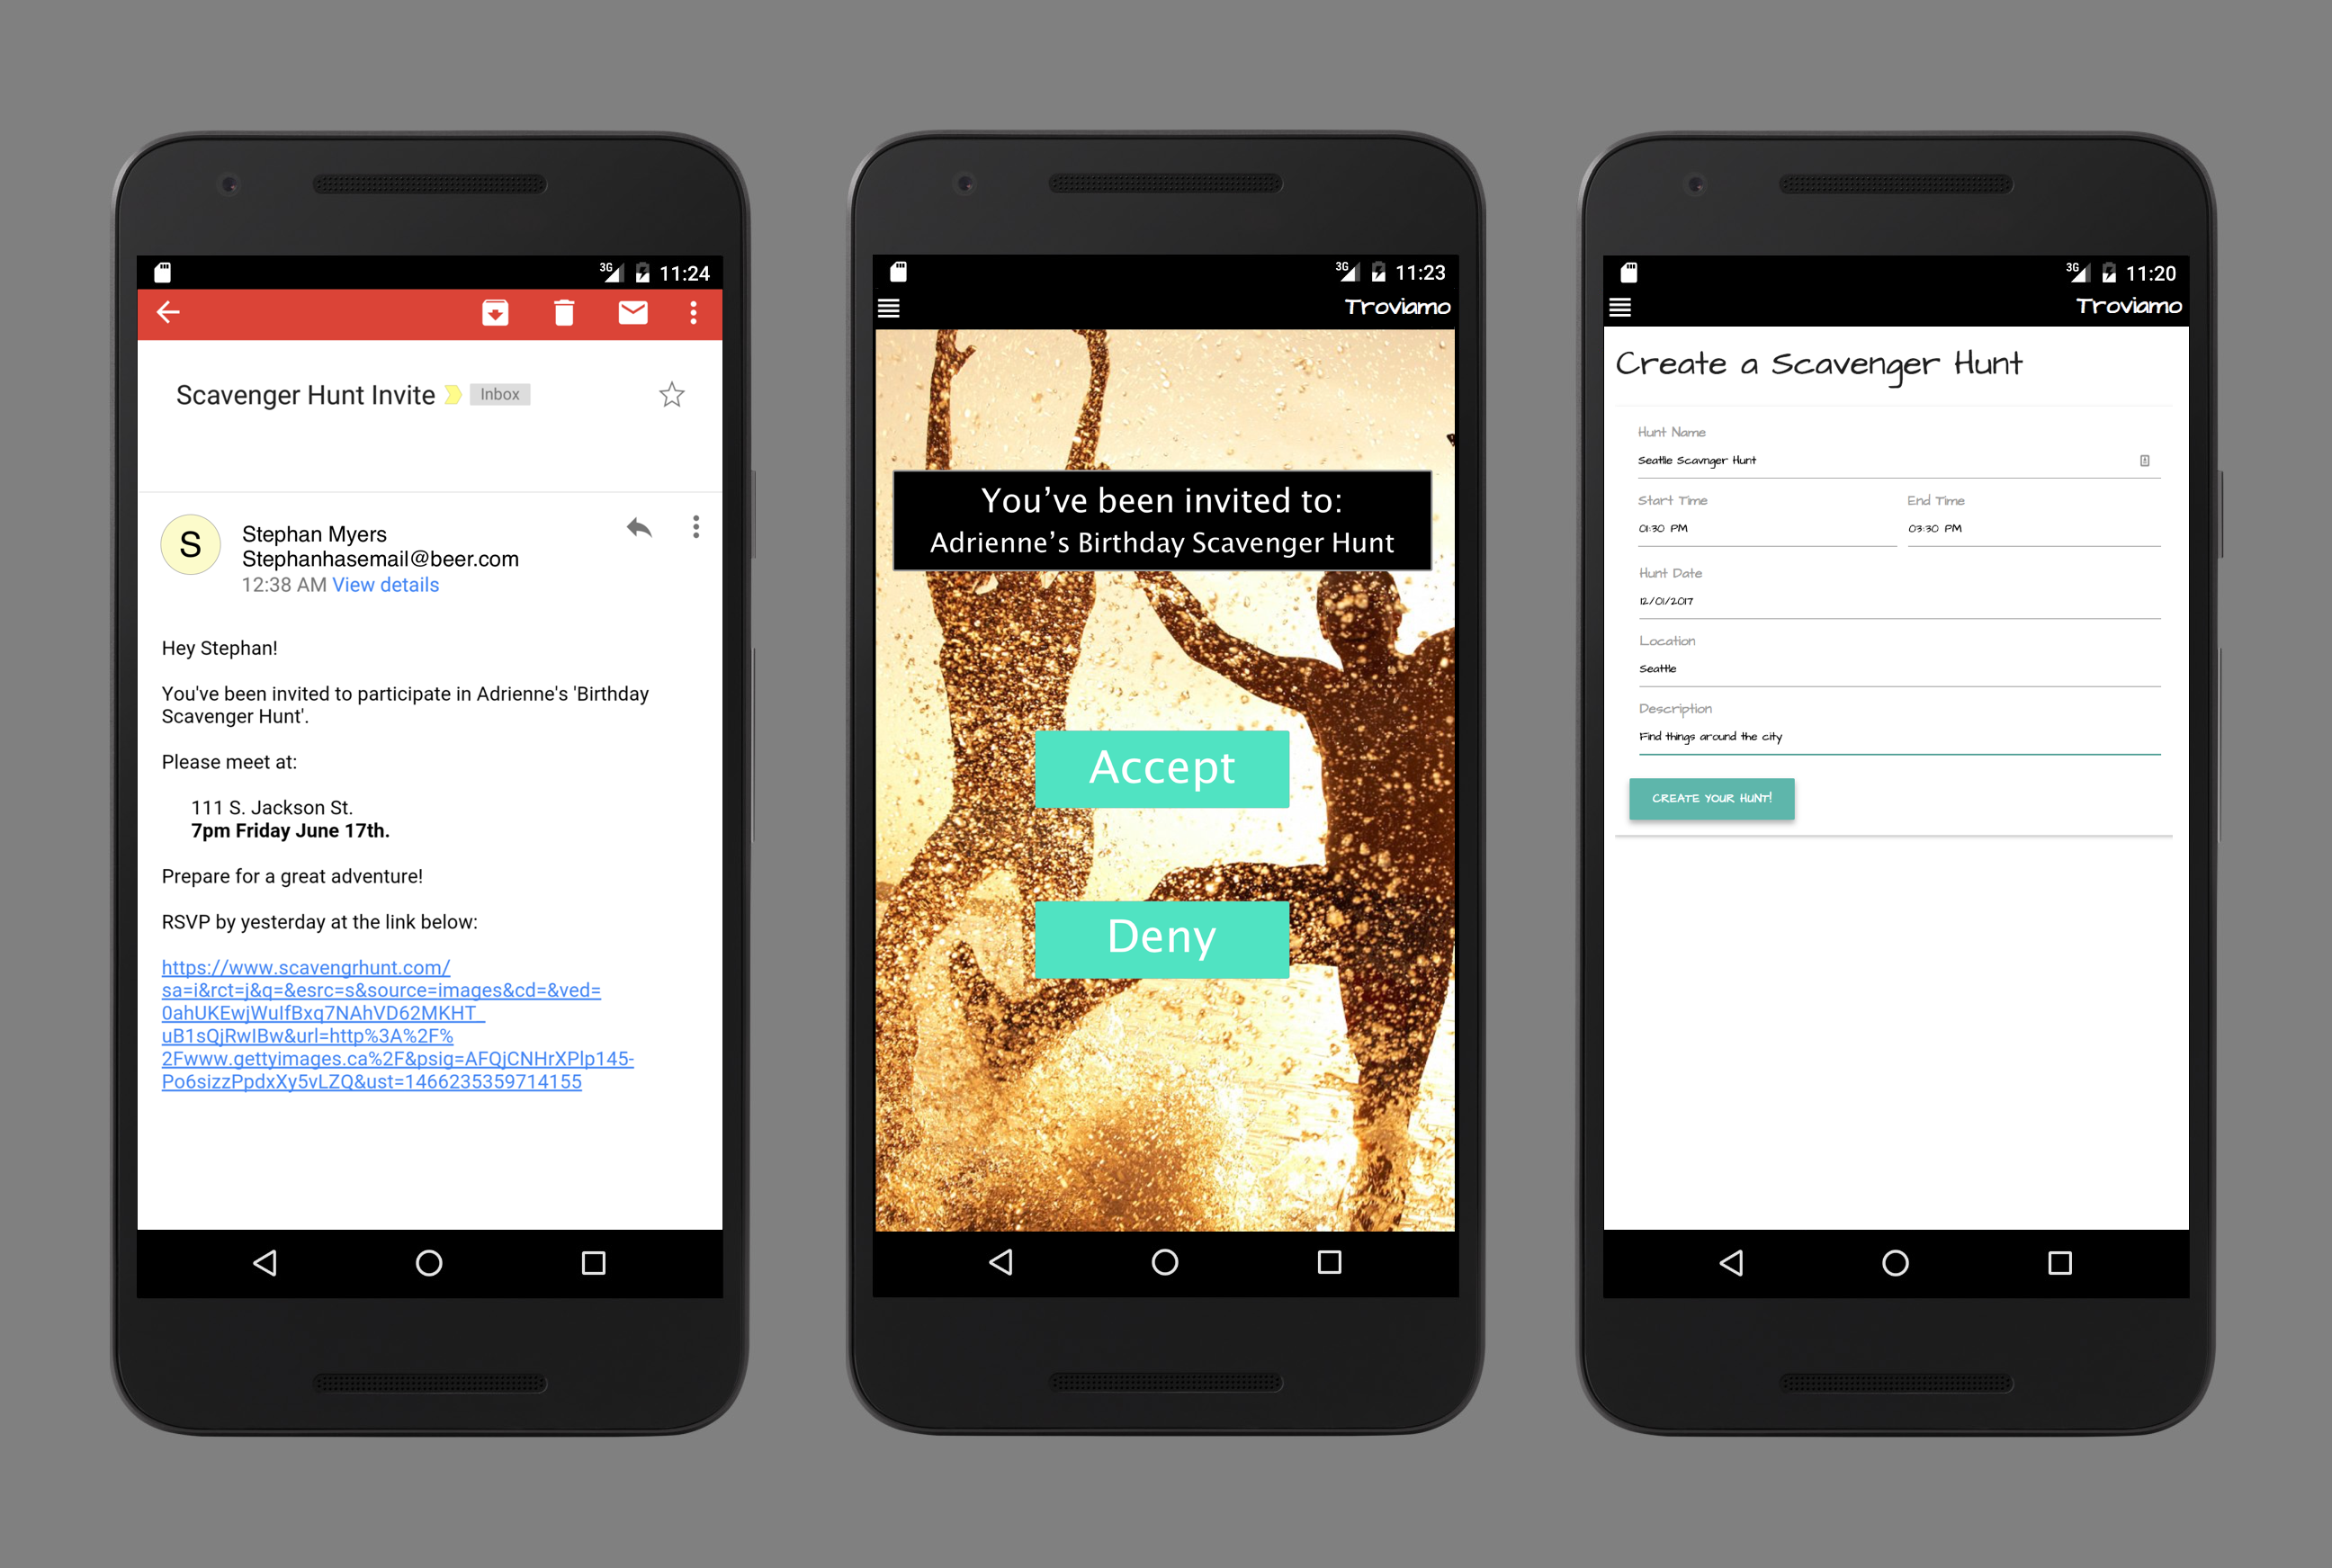 3G 11:24
Scavenger Hunt Invite Inbox
S
Stephan Myers
Stephanhasemail@beer.com
12:38 AM View details
Hey Stephan!
You've been invited to participate in Adrienne's 'Birthday
Scavenger Hunt'.
Please meet at:
111 S. Jackson St.
7pm Friday June 17th.
Prepare for a great adventure!
RSVP by yesterday at the link below:
https://www.scavengrhunt.com/
sa=i&rct=j&q=&esrc=s&source=images&cd=&ved=
0ahUKEwjWuIfBxq7NAhVD62MKHT_
uB1sQjRwIBw&url=http%3A%2F%
2Fwww.gettyimages.ca%2F&psig=AFQjCNHrXPlp145-
Po6sizzPpdxXy5vLZQ&ust=1466235359714155
3G 11:23
Troviamo
You've been invited to:
Adrienne's Birthday Scavenger Hunt
Accept
Deny
3G 11:20
Troviamo
Create a Scavenger Hunt
Hunt Name
Seattle Scavnger Hunt
Start Time End Time
01:30 PM 03:30 PM
Hunt Date
12/01/2017
Location
Seattle
Description
Find things around the city
CREATE YOUR HUNT!